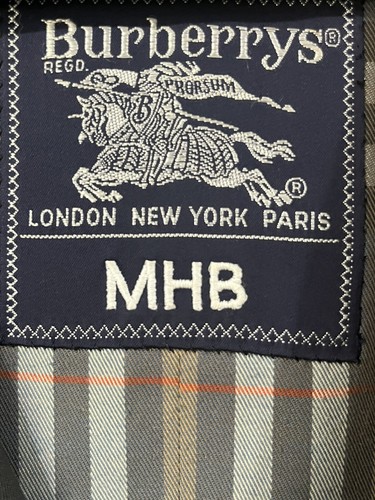 Burberrys®
REGD.
PRORSUM
B
®
LONDON NEW YORK PARIS
MHB